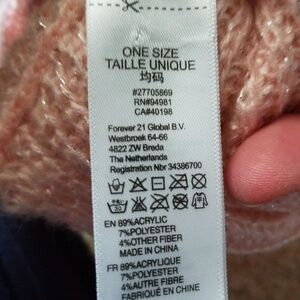 ONE SIZE
TAILLE UNIQUE
均码
#27705869
RN#94981
CA#40198
Forever 21 Global B.V.
Westbroek 64-66
4822 ZW Breda
The Netherlands
Registration Nbr 34386700
30
EN 89%ACRYLIC
7%POLYESTER
4%OTHER FIBER
MADE IN CHINA
FR 89%ACRYLIQUE
7%POLYESTER
4%AUTRE FIBRE
FABRIQUÉ EN CHINE